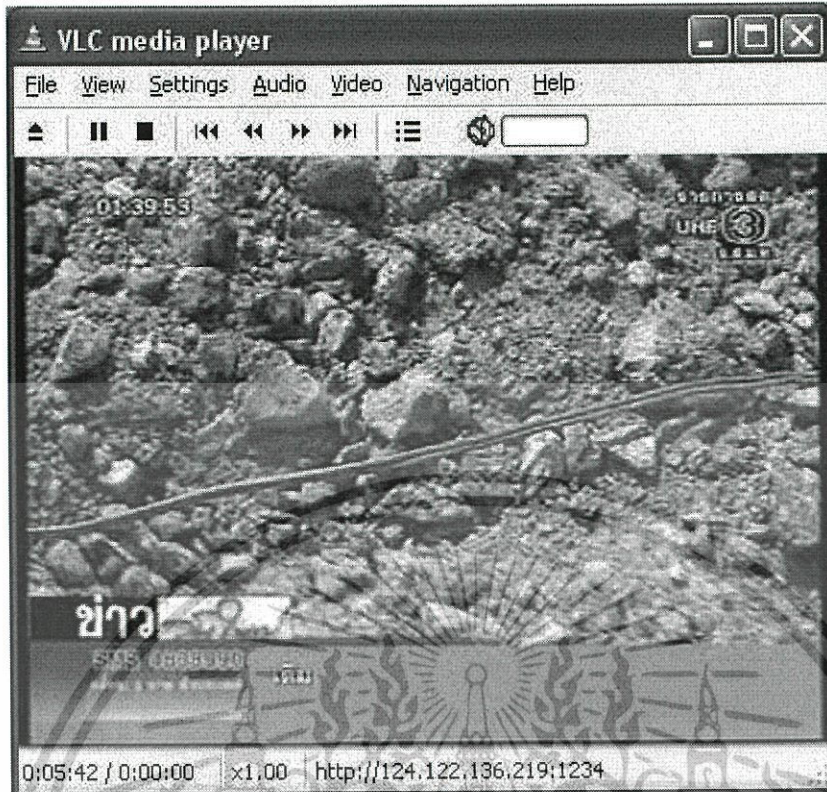 VLC media player
File View Settings Audio Video Navigation Help
01:39:53
UHF 3
ข่าว
0:05:42 / 0:00:00 x1,00 http://124.122.136.219:1234